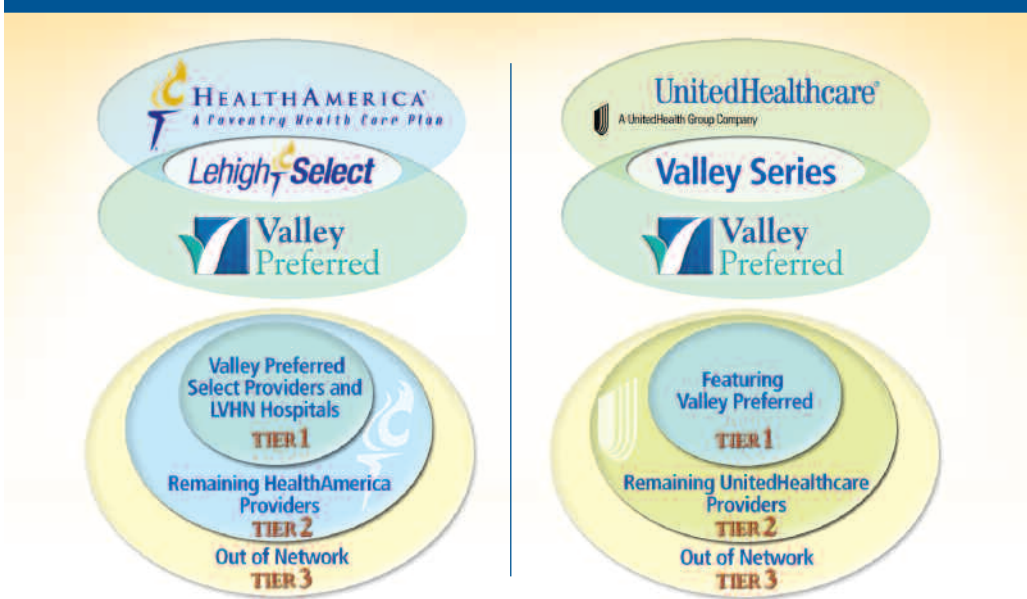 HEALTHAMERICA®
A Coventry Health Care Plan
Lehigh Select
Valley
Preferred
Valley Preferred
Select Providers and
LVHN Hospitals
TIER 1
Remaining HealthAmerica
Providers
TIER 2
Out of Network
TIER 3
UnitedHealthcare®
A UnitedHealth Group Company
Valley Series
Valley
Preferred
Featuring
Valley Preferred
TIER 1
Remaining UnitedHealthcare
Providers
TIER 2
Out of Network
TIER 3